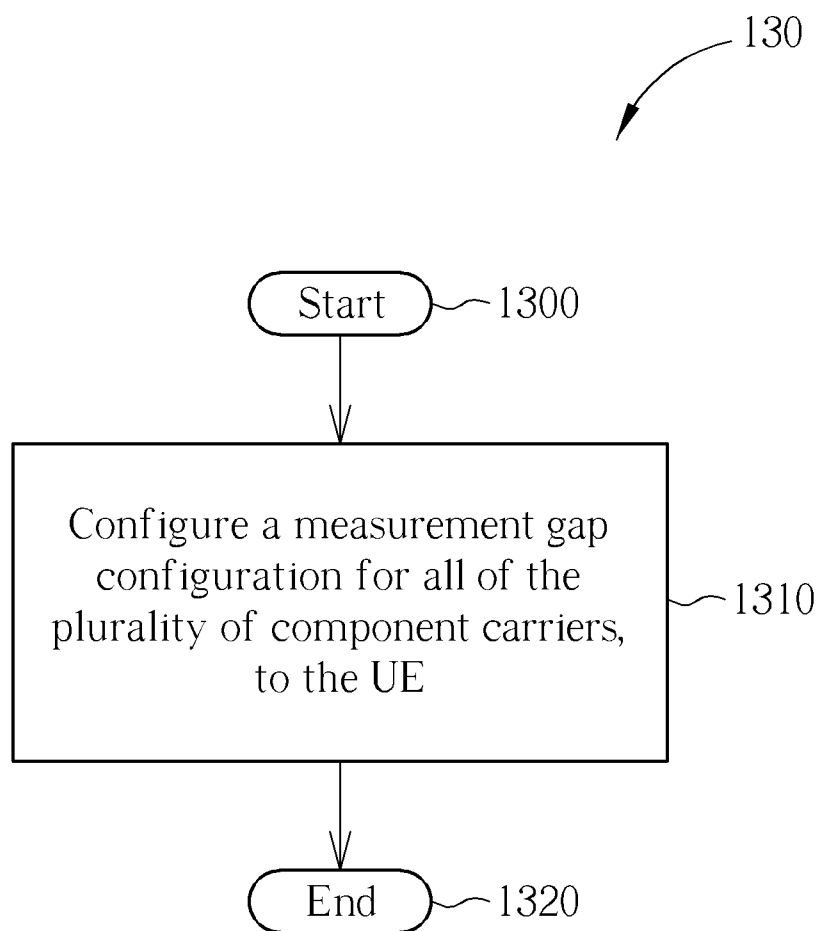 130
Start
1300
Configure a measurement gap
configuration for all of the
plurality of component carriers,
to the UE
1310
End
1320